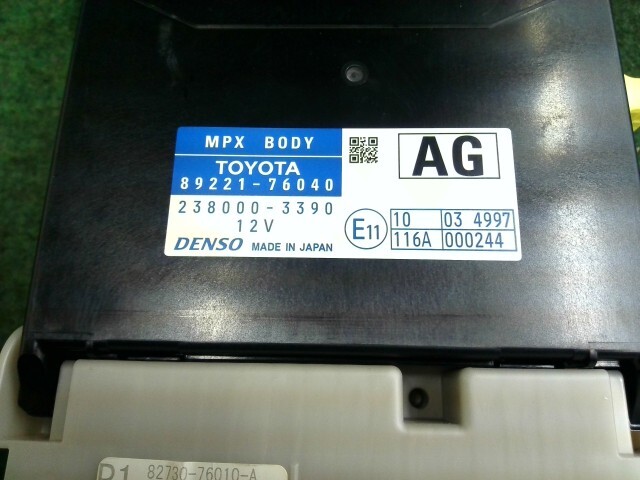 MPX BODY
TOYOTA
89221-76040
AG
238000-3390
12V
DENSO MADE IN JAPAN
E11
10 03 4997
116A 000244
P1 82730-76010-A